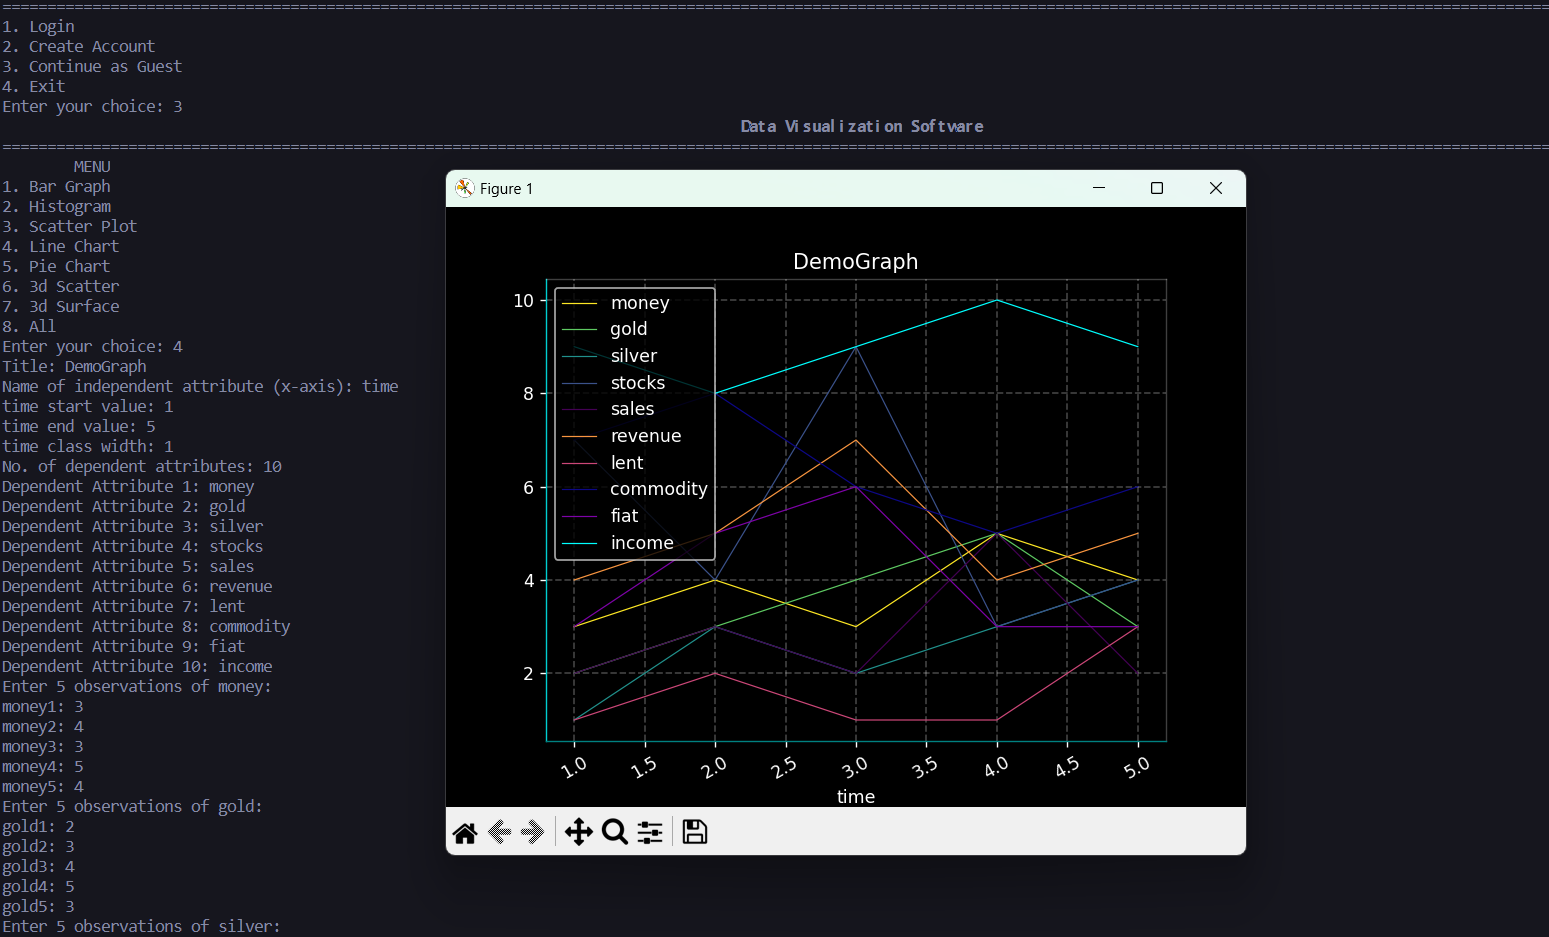 1. Login
2. Create Account
3. Continue as Guest
4. Exit
Enter your choice: 3
Data Visualization Software
MENU
1. Bar Graph
2. Histogram
3. Scatter Plot
4. Line Chart
5. Pie Chart
6. 3d Scatter
7. 3d Surface
8. All
Enter your choice: 4
Title: DemoGraph
Name of independent attribute (x-axis): time
time start value: 1
time end value: 5
time class width: 1
No. of dependent attributes: 10
Dependent Attribute 1: money
Dependent Attribute 2: gold
Dependent Attribute 3: silver
Dependent Attribute 4: stocks
Dependent Attribute 5: sales
Dependent Attribute 6: revenue
Dependent Attribute 7: lent
Dependent Attribute 8: commodity
Dependent Attribute 9: fiat
Dependent Attribute 10: income
Enter 5 observations of money:
money1: 3
money2: 4
money3: 3
money4: 5
money5: 4
Enter 5 observations of gold:
gold1: 2
gold2: 3
gold3: 4
gold4: 5
gold5: 3
Enter 5 observations of silver:
Figure 1
DemoGraph
money
gold
silver
stocks
sales
revenue
lent
commodity
fiat
income
10
8
6
4
2
1.0 1.5 2.0 2.5 3.0 3.5 4.0 4.5 5.0
time